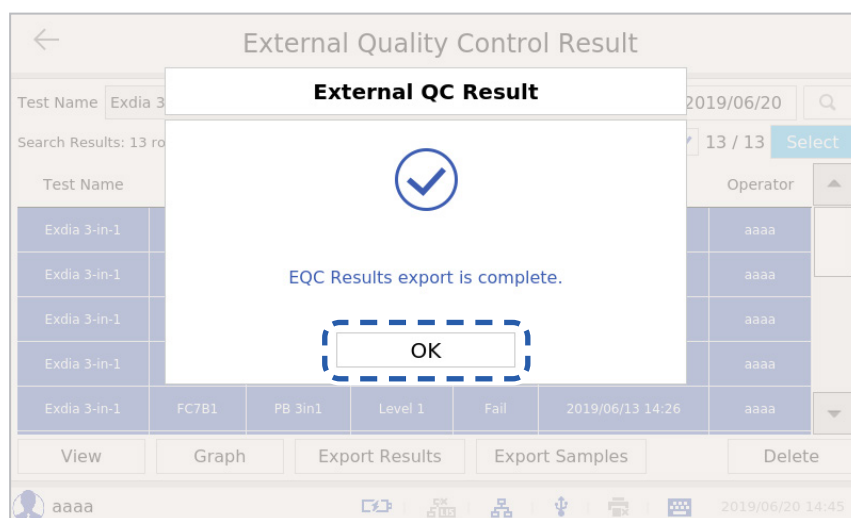 External Quality Control Result
External QC Result
Test Name Exdia 3 2019/06/20
Search Results: 13 ro 13 / 13 Select
Test Name Operator
Exdia 3-in-1 aaaa
EQC Results export is complete.
Exdia 3-in-1 aaaa
Exdia 3-in-1 aaaa
OK
Exdia 3-in-1 aaaa
Exdia 3-in-1 FC7B1 PB 3in1 Level 1 Fail 2019/06/13 14:26 aaaa
View Graph Export Results Export Samples Delete
aaaa 2019/06/20 14:45